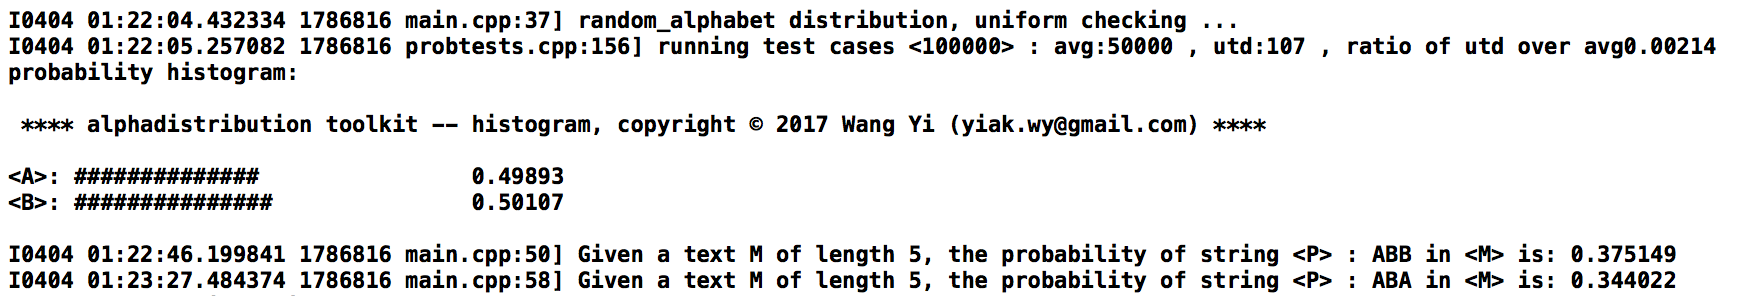 I0404 01:22:04.432334 1786816 main.cpp:37] random_alphabet distribution, uniform checking ...
I0404 01:22:05.257082 1786816 probtests.cpp:156] running test cases <100000> : avg:50000 , utd:107 , ratio of utd over avg0.00214
probability histogram:
**** alphadistribution toolkit -- histogram, copyright © 2017 Wang Yi (yiak.wy@gmail.com) ****
<A>: ############## 0.49893
<B>: ############### 0.50107
I0404 01:22:46.199841 1786816 main.cpp:50] Given a text M of length 5, the probability of string <P> : ABB in <M> is: 0.375149
I0404 01:23:27.484374 1786816 main.cpp:58] Given a text M of length 5, the probability of string <P> : ABA in <M> is: 0.344022